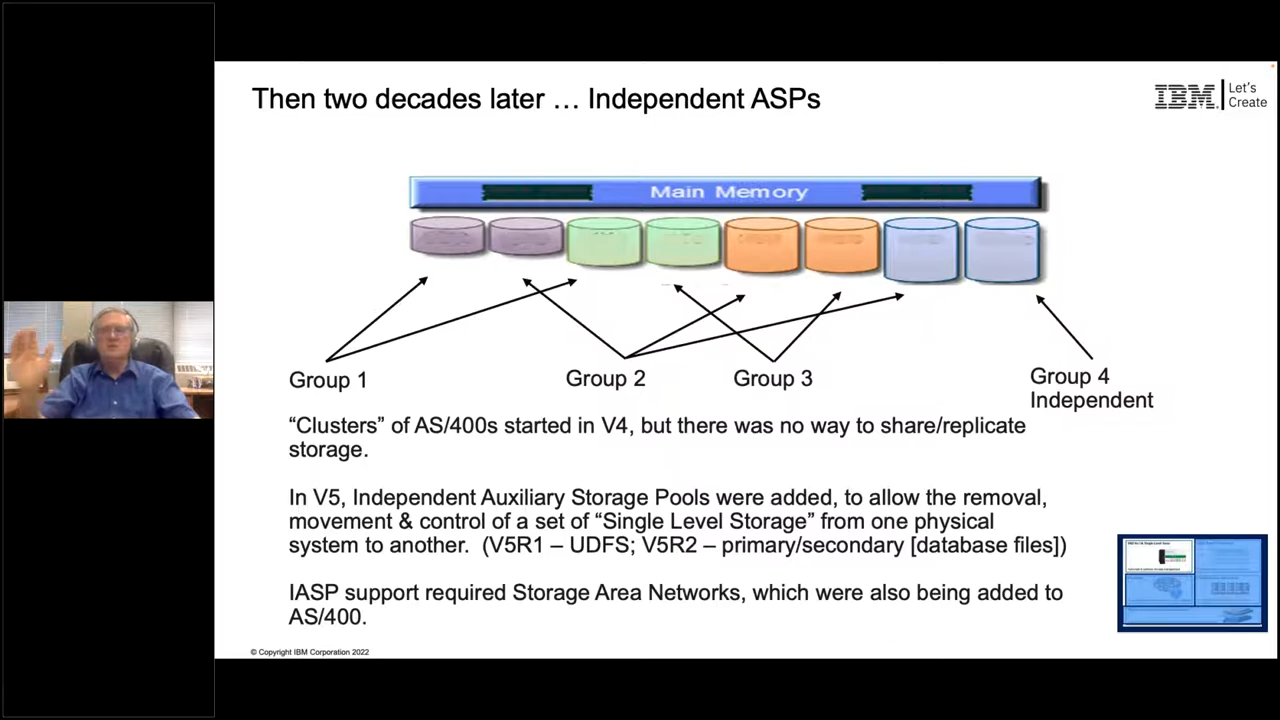 Then two decades later … Independent ASPs
IBM
Let's
Create
Main Memory
Group 1
Group 2
Group 3
Group 4
Independent
“Clusters” of AS/400s started in V4, but there was no way to share/replicate
storage.
In V5, Independent Auxiliary Storage Pools were added, to allow the removal,
movement & control of a set of “Single Level Storage” from one physical
system to another. (V5R1 – UDFS; V5R2 – primary/secondary [database files])
IASP support required Storage Area Networks, which were also being added to
AS/400.
© Copyright IBM Corporation 2022